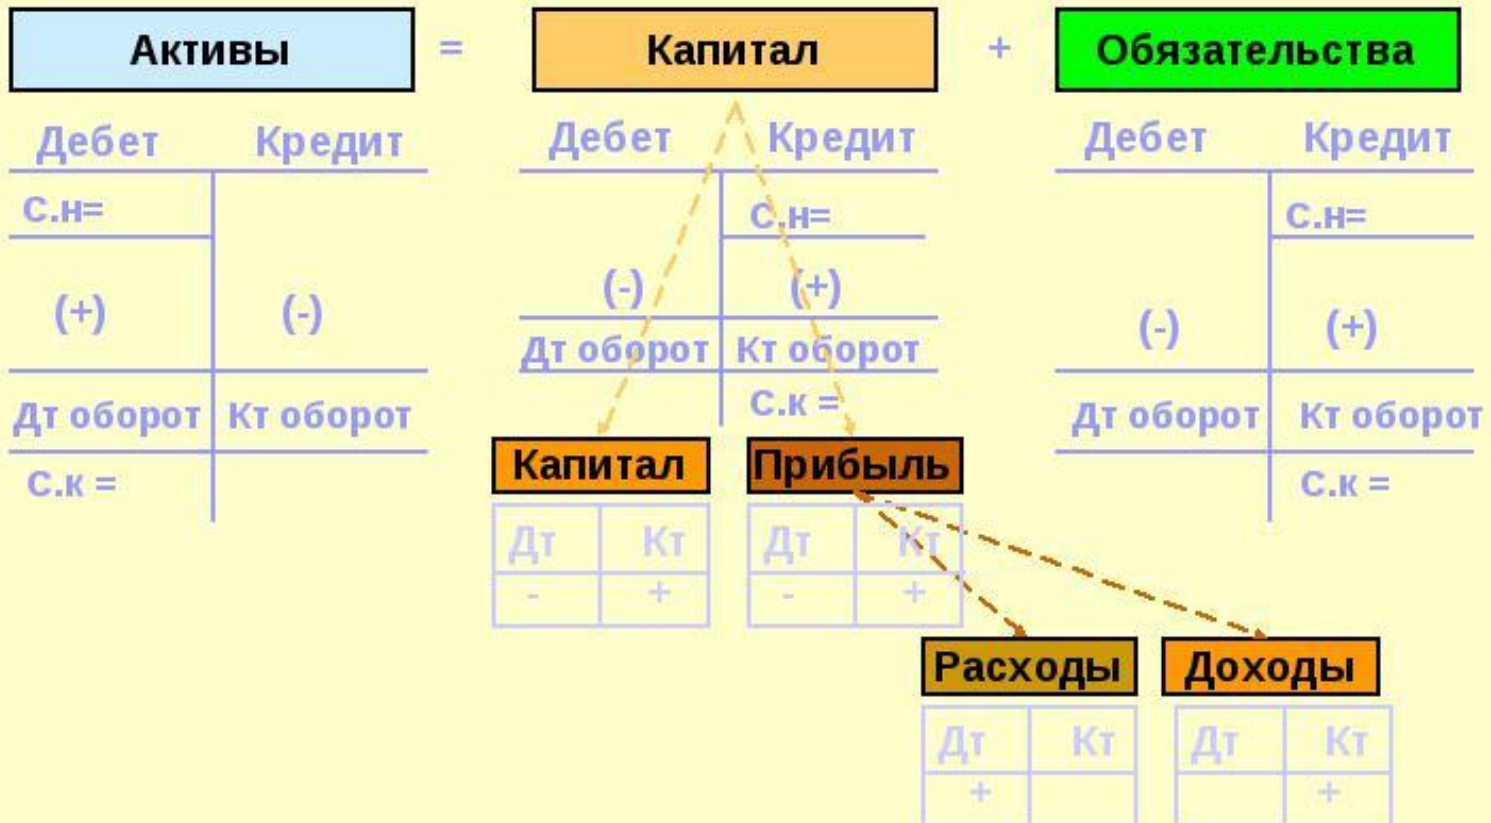 Активы = Капитал + Обязательства
Дебет Кредит Дебет Кредит Дебет Кредит
С.н= С.н= С.н=
(+) (-) (-) (+) (-) (+)
Дт оборот Кт оборот Дт оборот Кт оборот Дт оборот Кт оборот
С.к = С.к = С.к =
Капитал Прибыль
Дт Кт Дт Кт
- + - +
Расходы Доходы
Дт Кт Дт Кт
+ +